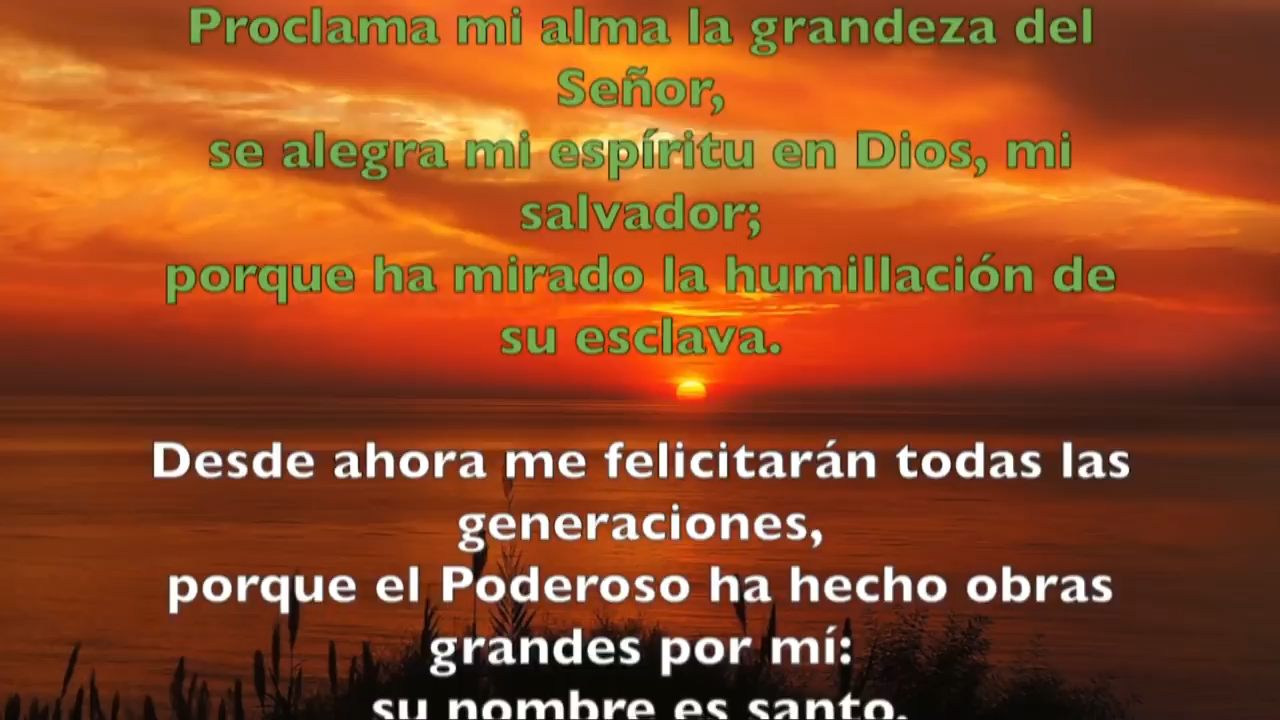 Proclama mi alma la grandeza del
Señor,
se alegra mi espíritu en Dios, mi
salvador;
porque ha mirado la humillación de
su esclava.
Desde ahora me felicitarán todas las
generaciones,
porque el Poderoso ha hecho obras
grandes por mí:
su nombre es santo,